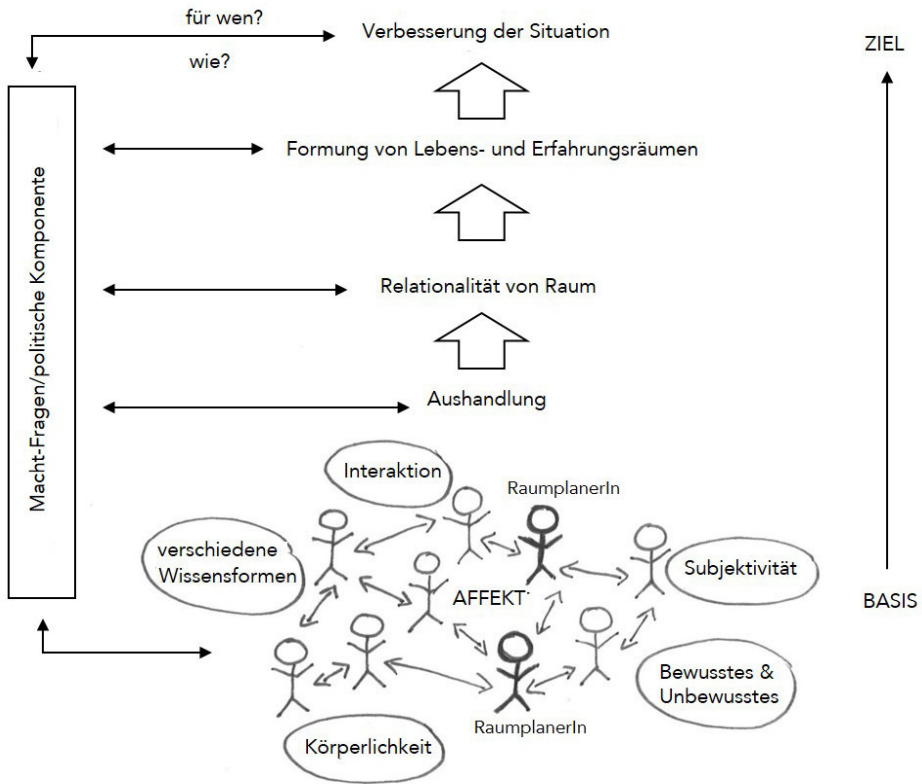 für wen?
Verbesserung der Situation
ZIEL
wie?
Formung von Lebens- und Erfahrungsräumen
Macht-Fragen/politische Komponente
Relationalität von Raum
Aushandlung
Interaktion
RaumplanerIn
verschiedene
Wissensformen
Subjektivität
AFFEKT
BASIS
Bewusstes &
Unbewusstes
RaumplanerIn
Körperlichkeit